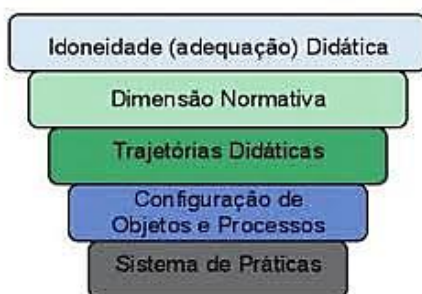 Idoneidade (adequação) Didática
Dimensão Normativa
Trajetórias Didáticas
Configuração de
Objetos e Processos
Sistema de Práticas